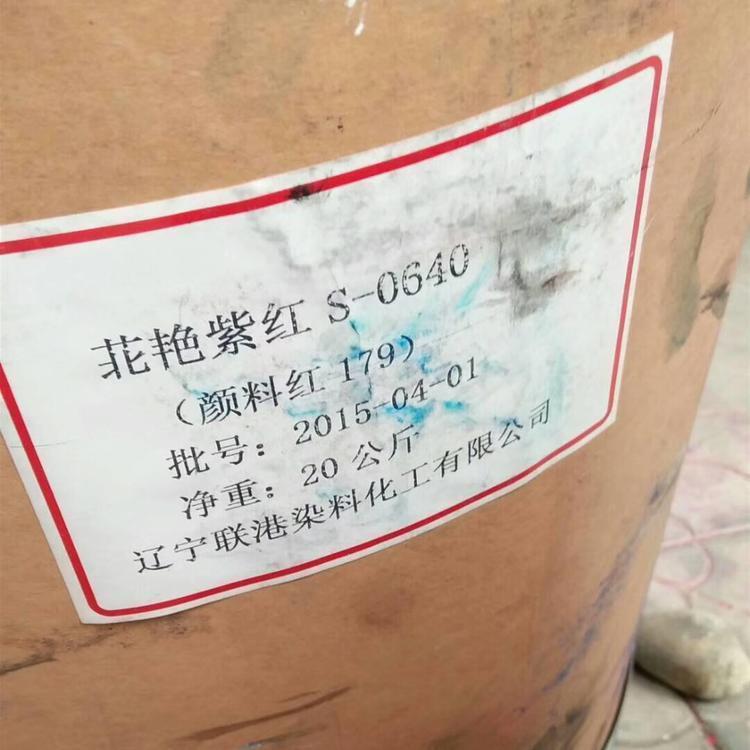 苝艳紫红 S-0640
（颜料红 179）
批号：2015-04-01
净重：20 公斤
辽宁联港染料化工有限公司